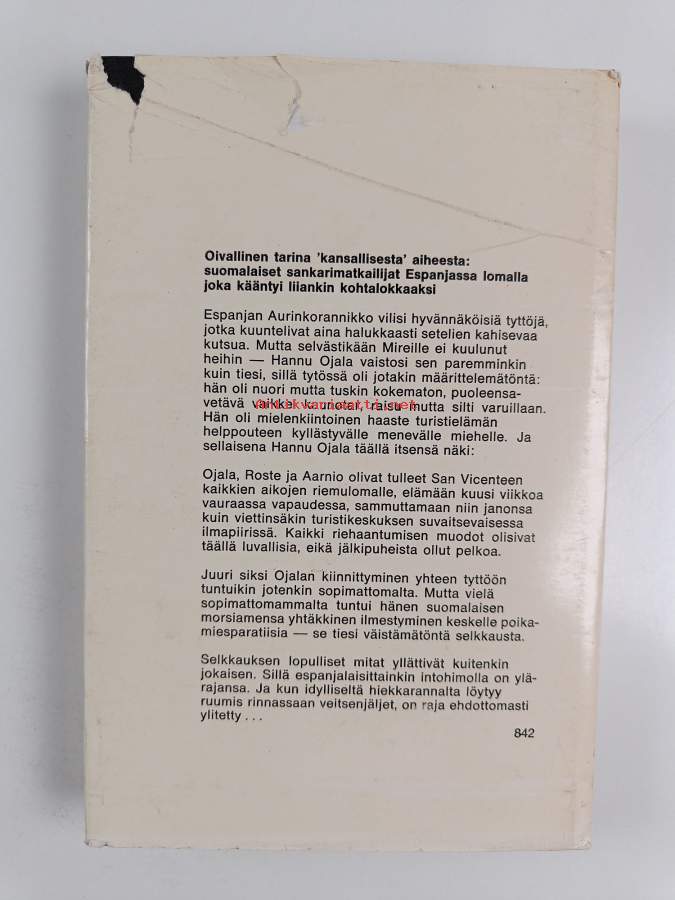 Oivallinen tarina 'kansallisesta' aiheesta:
suomalaiset sankarimatkailijat Espanjassa lomalla
joka kääntyi liiankin kohtalokkaaksi
Espanjan Aurinkorannikko vilisi hyvännäköisiä tyttöjä,
jotka kuuntelivat aina halukkaasti setelien kahisevaa
kutsua. Mutta selvästikään Mireille ei kuulunut
heihin — Hannu Ojala vaistosi sen paremminkin
kuin tiesi, sillä tytössä oli jotakin määrittelemätöntä:
hän oli nuori mutta tuskin kokematon, puoleensa-
vetävä vaikkei kaunotar, raisu mutta silti varuillaan.
Antikvariaatti.net
Hän oli mielenkiintoinen haaste turistielämän
helppouteen kyllästyvälle menevälle miehelle. Ja
sellaisena Hannu Ojala täällä itsensä näki:
Ojala, Roste ja Aarnio olivat tulleet San Vicenteen
kaikkien aikojen riemulomalle, elämään kuusi viikkoa
vauraassa vapaudessa, sammuttamaan niin janonsa
kuin viettinsäkin turistikeskuksen suvaitsevaisessa
ilmapiirissä. Kaikki riehaantumisen muodot olisivat
täällä luvallisia, eikä jälkipuheista ollut pelkoa.
Juuri siksi Ojalan kiinnittyminen yhteen tyttöön
tuntuikin jotenkin sopimattomalta. Mutta vielä
sopimattomammalta tuntui hänen suomalaisen
morsiamensa yhtäkkinen ilmestyminen keskelle poika-
miesparatiisia — se tiesi väistämätöntä selkkausta.
Selkkauksen lopulliset mitat yllättivät kuitenkin
jokaisen. Sillä espanjalaisittainkin intohimolla on ylä-
rajansa. Ja kun idylliseltä hiekkarannalta löytyy
ruumis rinnassaan veitsenjäljet, on raja ehdottomasti
ylitetty . . .
842